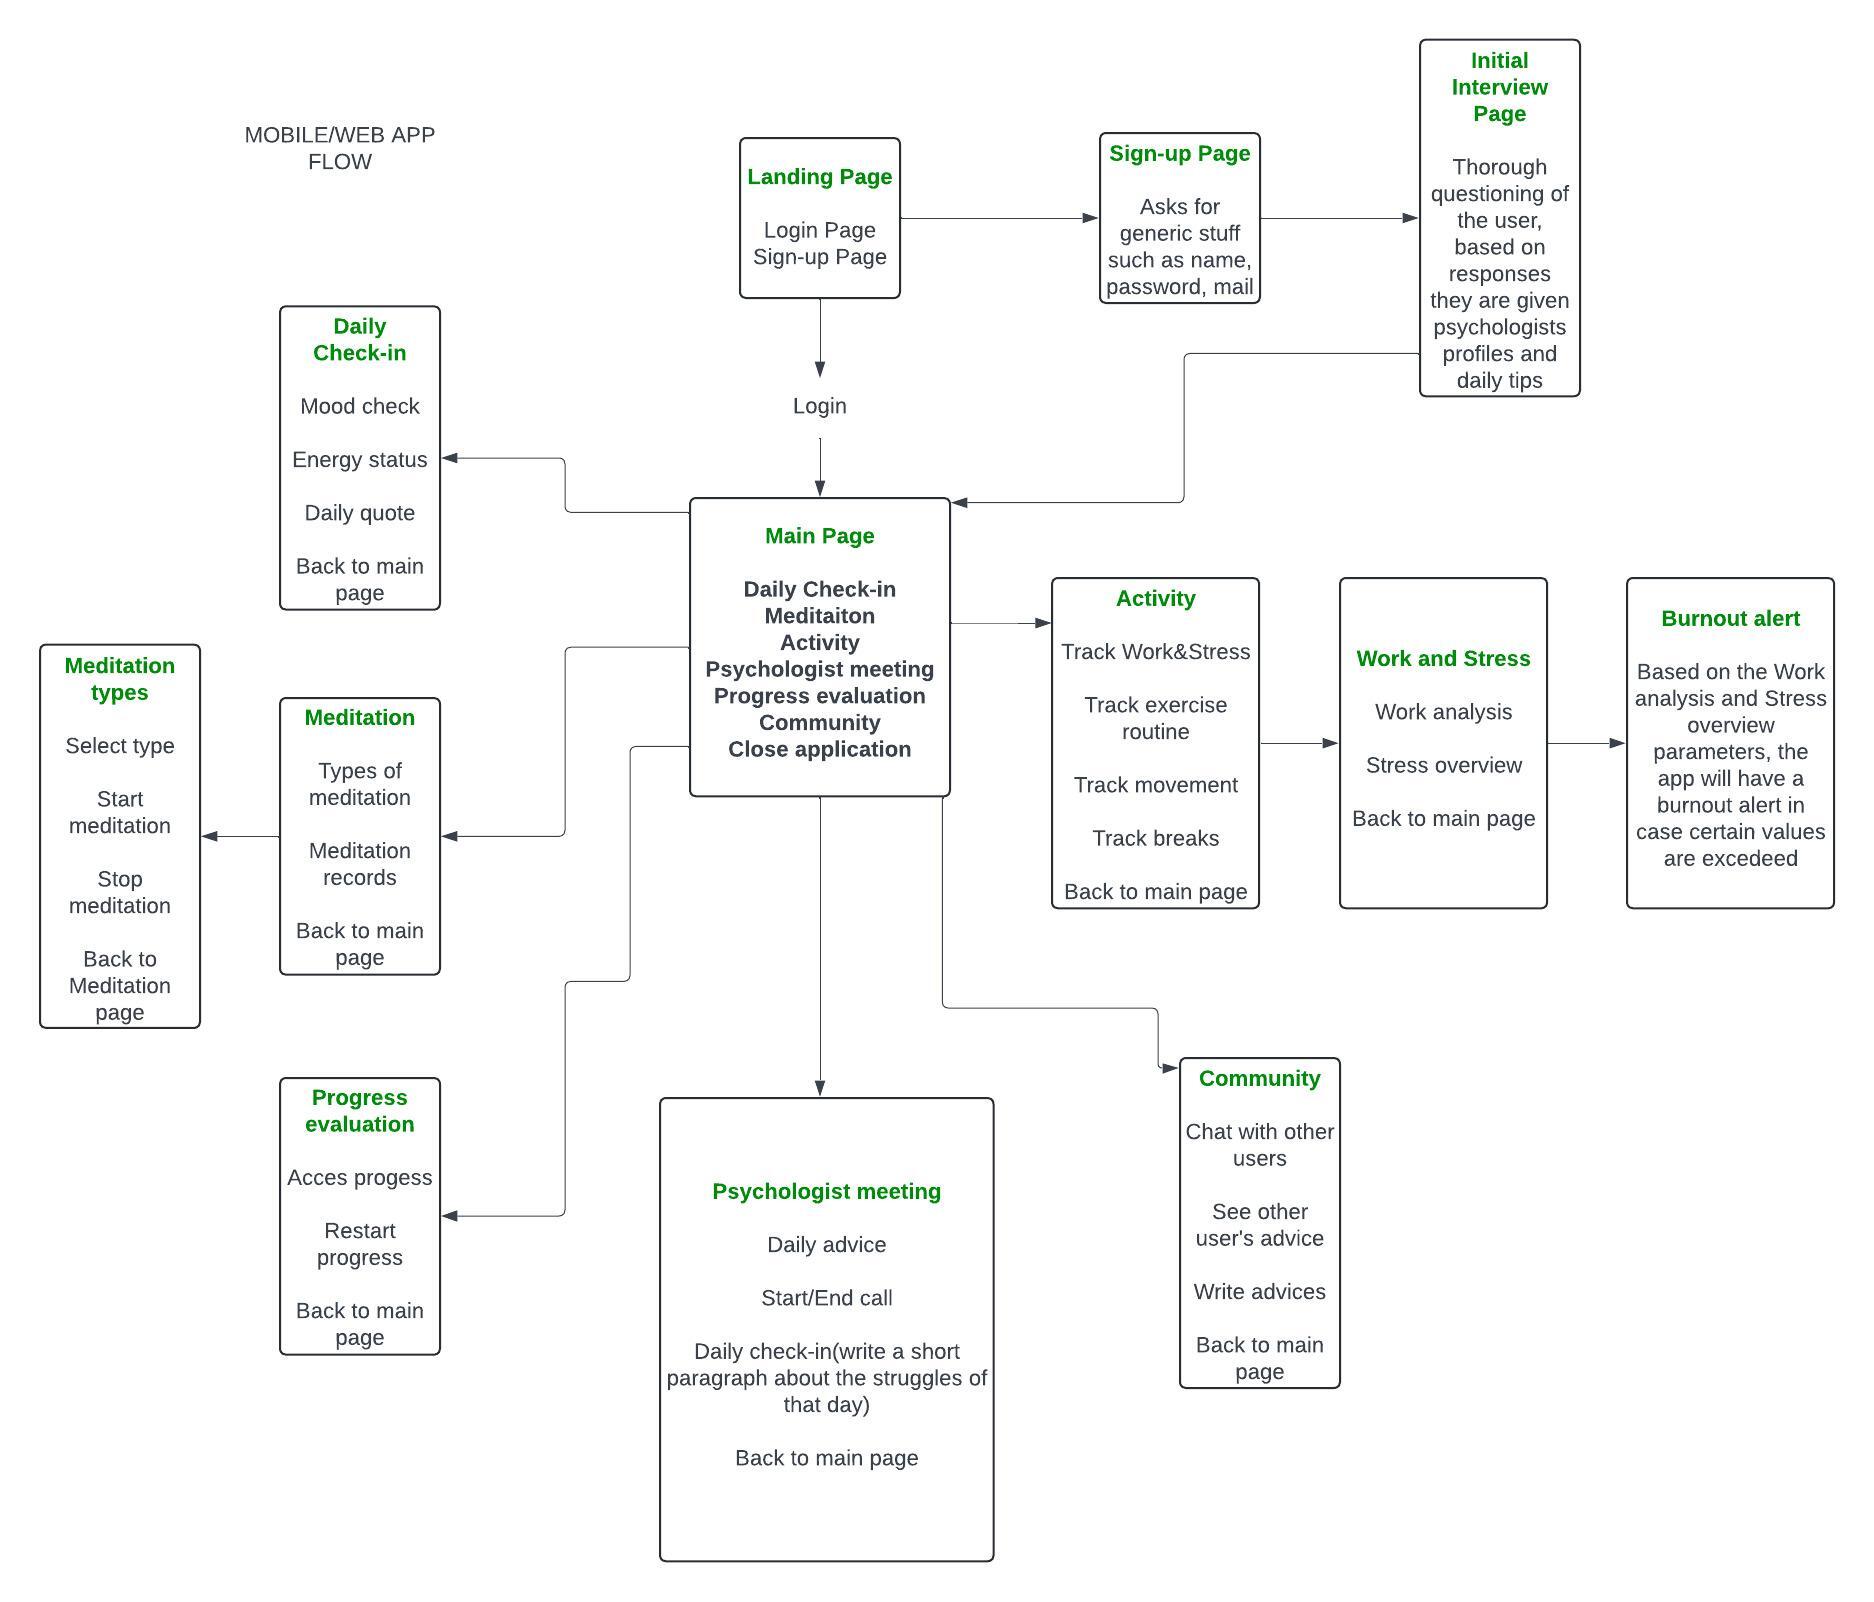 MOBILE/WEB APP
FLOW
Landing Page
Login Page
Sign-up Page
Sign-up Page
Asks for
generic stuff
such as name,
password, mail
Initial
Interview
Page
Thorough
questioning of
the user,
based on
responses
they are given
psychologists
profiles and
daily tips
Login
Daily
Check-in
Mood check
Energy status
Daily quote
Back to main
page
Main Page
Daily Check-in
Meditaiton
Activity
Psychologist meeting
Progress evaluation
Community
Close application
Activity
Track Work&Stress
Track exercise
routine
Track movement
Track breaks
Back to main page
Work and Stress
Work analysis
Stress overview
Back to main page
Burnout alert
Based on the Work
analysis and Stress
overview
parameters, the
app will have a
burnout alert in
case certain values
are excedeed
Meditation
types
Select type
Start
meditation
Stop
meditation
Back to
Meditation
page
Meditation
Types of
meditation
Meditation
records
Back to main
page
Progress
evaluation
Acces progess
Restart
progress
Back to main
page
Psychologist meeting
Daily advice
Start/End call
Daily check-in(write a short
paragraph about the struggles of
that day)
Back to main page
Community
Chat with other
users
See other
user's advice
Write advices
Back to main
page